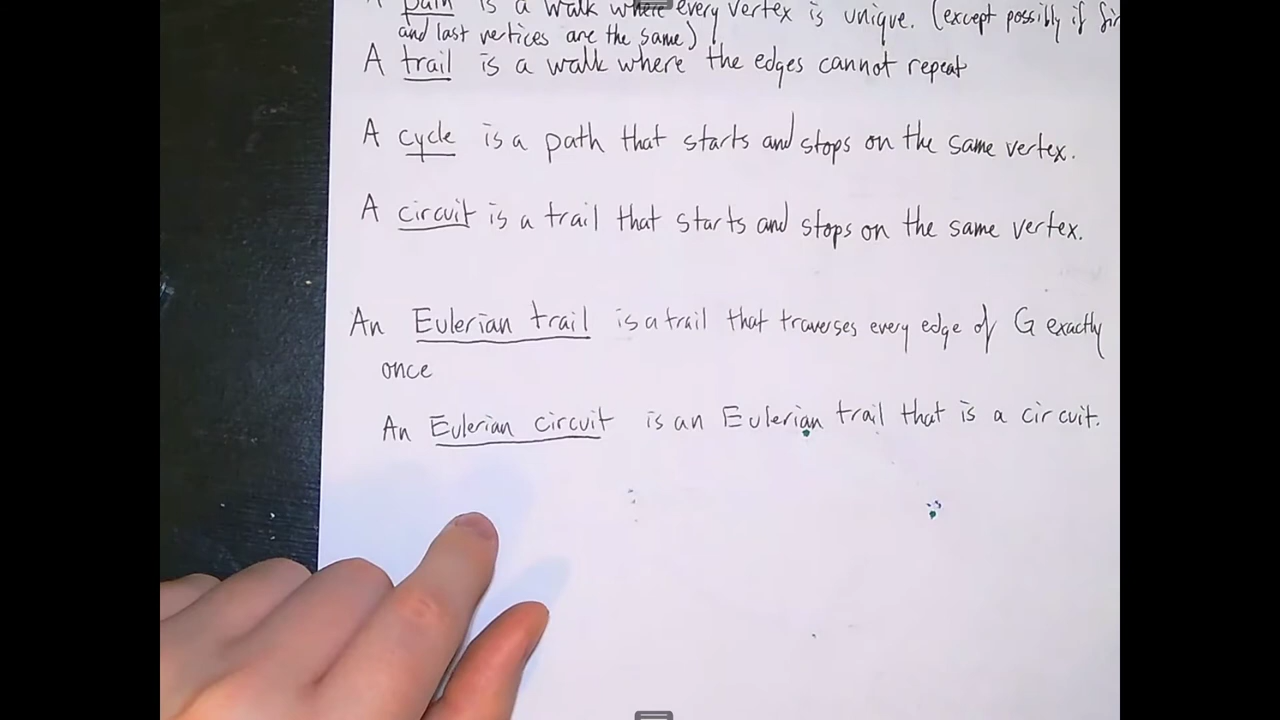 A path is a walk where every vertex is unique. (except possibly if
and last vertices are the same)
A trail is a walk where the edges cannot repeat
A cycle is a path that starts and stops on the same vertex.
A circuit is a trail that starts and stops on the same vertex.
An Eulerian trail is a trail that traverses every edge of G exactly
once
An Eulerian circuit is an Eulerian trail that is a circuit.